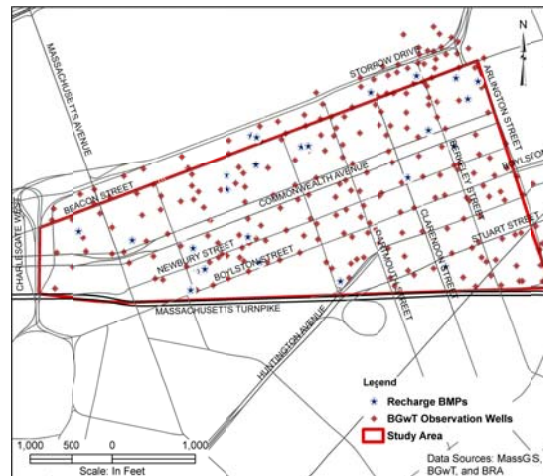 N
STORROW DRIVE
MASSACHUSETTS AVENUE
ARLINGTON STREET
BEACON STREET
COMMONWEALTH AVENUE
BERKELEY STREET
CHARLESGATE WEST
NEWBURY STREET
BOYLSTON STREET
STUART STREET
DARTMOUTH STREET
CLARENDON STREET
MASSACHUSETTS TURNPIKE
HUNTINGTON AVENUE
Legend
Recharge BMPs
BGwT Observation Wells
Study Area
1,000 500 0 1,000
Scale: In Feet
Data Sources: MassGS,
BGwT, and BRA